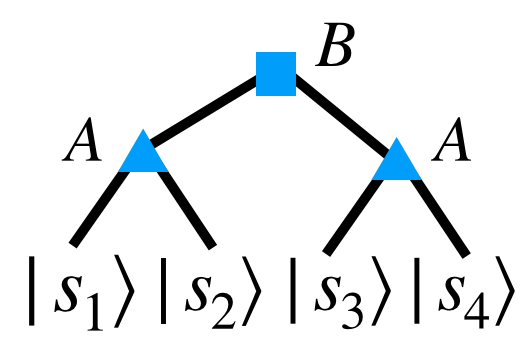 B
A A
| s₁⟩ | s₂⟩ | s₃⟩ | s₄⟩